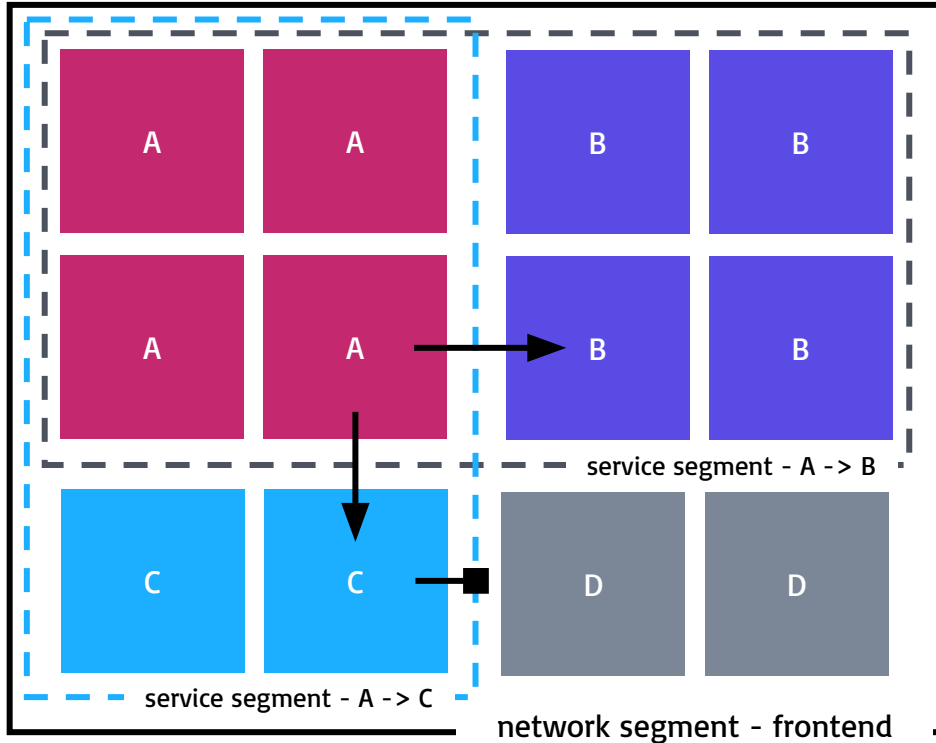 A A B B
A A B B
service segment - A -> B
C C D D
service segment - A -> C
network segment - frontend